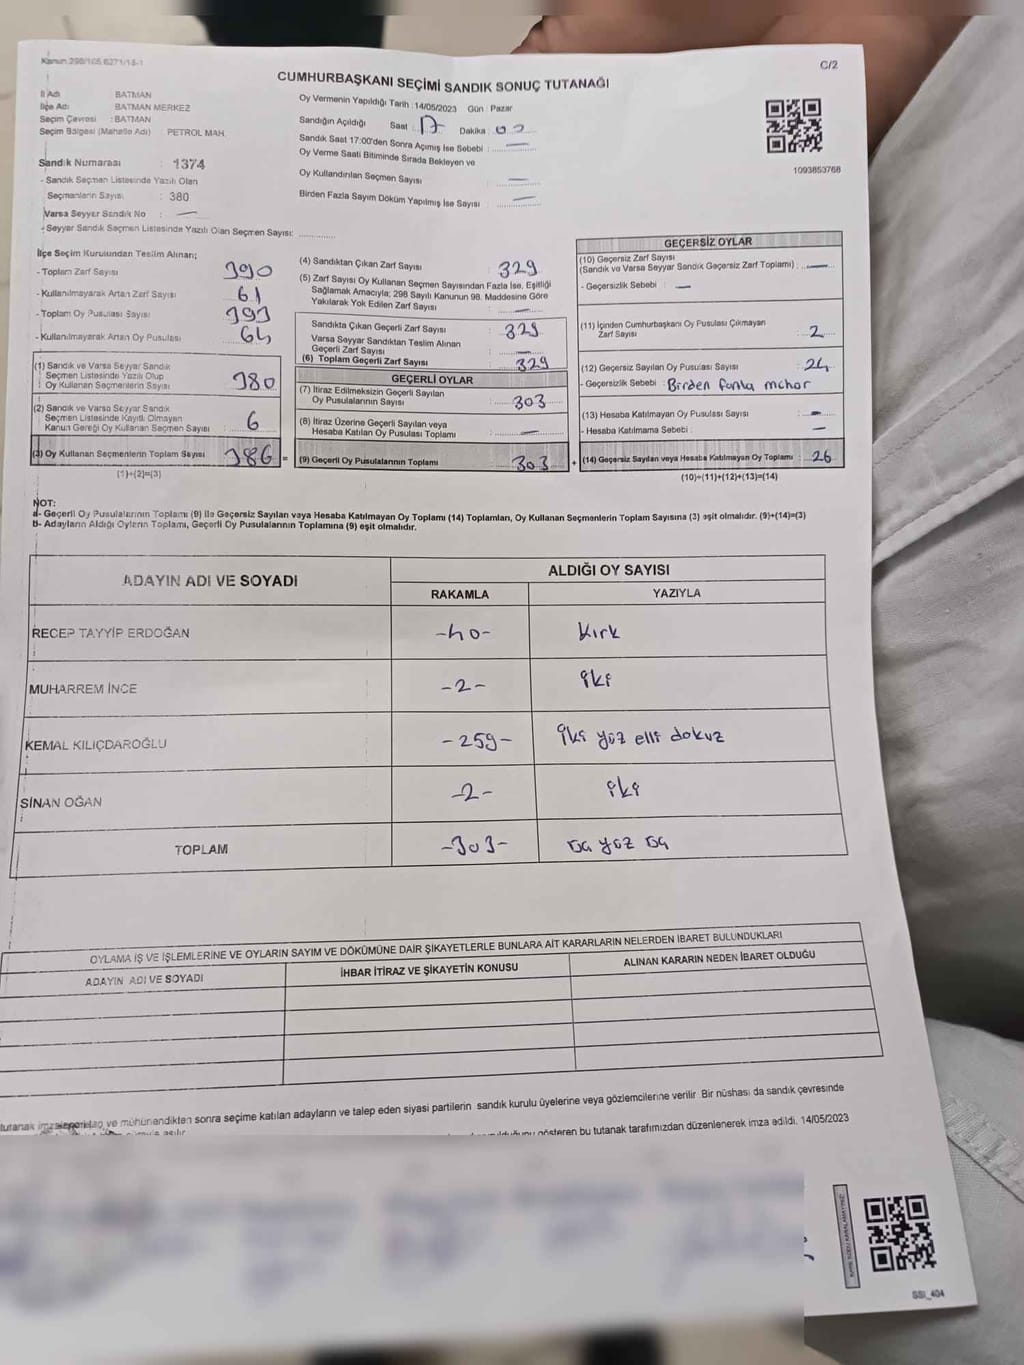 Kanun.298/105.6271/15-1
C/2
CUMHURBAŞKANI SEÇİMİ SANDIK SONUÇ TUTANAĞI
İl Adı BATMAN
İlçe Adı BATMAN MERKEZ
Seçim Çevresi : BATMAN
Seçim Bölgesi (Mahelle Adı) : PETROL MAH.
Sandık Numarası : 1374
- Sandık Seçmen Listesinde Yazılı Olan
Seçmenlerin Sayısı : 380
Varsa Seyyar Sandık No : —
- Seyyar Sandık Seçmen Listesinde Yazılı Olan Seçmen Sayısı: ............
Oy Vermenin Yapıldığı Tarih : 14/05/2023 Gün : Pazar
Sandığın Açıldığı Saat : 17 Dakika : 02
Sandık Saat 17:00'den Sonra Açımış İse Sebebi : —
Oy Verme Saati Bitiminde Sırada Bekleyen ve
Oy Kullandırılan Seçmen Sayısı : —
Birden Fazla Sayım Döküm Yapılmış İse Sayısı : —
1093853768
İlçe Seçim Kurulundan Teslim Alınan;
- Toplam Zarf Sayısı : 390
- Kullanılmayarak Artan Zarf Sayısı : 61
- Toplam Oy Pusulası Sayısı : 393
- Kullanılmayarak Artan Oy Pusulası : 64
(1) Sandık ve Varsa Seyyar Sandık
Seçmen Listesinde Yazılı Olup
Oy Kullanan Seçmenlerin Sayısı : 380
(2) Sandık ve Varsa Seyyar Sandık
Seçmen Listesinde Kayıtlı Olmayan
Kanun Gereği Oy Kullanan Seçmen Sayısı : 6
(3) Oy Kullanan Seçmenlerin Toplam Sayısı : 386 =
(1)+(2)=(3)
(4) Sandıktan Çıkan Zarf Sayısı : 329
(5) Zarf Sayısı Oy Kullanan Seçmen Sayısından Fazla İse, Eşitliği
Sağlamak Amacıyla; 298 Sayılı Kanunun 98. Maddesine Göre
Yakılarak Yok Edilen Zarf Sayısı : —
Sandıkta Çıkan Geçerli Zarf Sayısı : 329
Varsa Seyyar Sandıktan Teslim Alınan
Geçerli Zarf Sayısı : —
(6) Toplam Geçerli Zarf Sayısı : 329
GEÇERLİ OYLAR
(7) İtiraz Edilmeksizin Geçerli Sayılan
Oy Pusulalarının Sayısı : 303
(8) İtiraz Üzerine Geçerli Sayılan veya
Hesaba Katılan Oy Pusulası Toplamı : —
(9) Geçerli Oy Pusulalarının Toplamı : 303 +
GEÇERSİZ OYLAR
(10) Geçersiz Zarf Sayısı
(Sandık ve Varsa Seyyar Sandık Geçersiz Zarf Toplamı) : —
- Geçersizlik Sebebi : —
(11) İçinden Cumhurbaşkanı Oy Pusulası Çıkmayan
Zarf Sayısı : 2
(12) Geçersiz Sayılan Oy Pusulası Sayısı : 24
- Geçersizlik Sebebi : Birden fazla mühür
(13) Hesaba Katılmayan Oy Pusulası Sayısı : —
- Hesaba Katılmama Sebebi : —
(14) Geçersiz Sayılan veya Hesaba Katılmayan Oy Toplamı : 26
(10)+(11)+(12)+(13)=(14)
NOT:
a- Geçerli Oy Pusulalarının Toplamı (9) ile Geçersiz Sayılan veya Hesaba Katılmayan Oy Toplamı (14) Toplamları, Oy Kullanan Seçmenlerin Toplam Sayısına (3) eşit olmalıdır. (9)+(14)=(3)
b- Adayların Aldığı Oyların Toplamı, Geçerli Oy Pusulalarının Toplamına (9) eşit olmalıdır.
ADAYIN ADI VE SOYADI
ALDIĞI OY SAYISI
RAKAMLA YAZIYLA
RECEP TAYYİP ERDOĞAN -40- kırk
MUHARREM İNCE -2- iki
KEMAL KILIÇDAROĞLU -259- iki yüz elli dokuz
SİNAN OĞAN -2- iki
TOPLAM -303- üç yüz üç
OYLAMA İŞ VE İŞLEMLERİNE VE OYLARIN SAYIM VE DÖKÜMÜNE DAİR ŞİKAYETLERLE BUNLARA AİT KARARLARIN NELERDEN İBARET BULUNDUKLARI
ADAYIN ADI VE SOYADI İHBAR İTİRAZ VE ŞİKAYETİN KONUSU ALINAN KARARIN NEDEN İBARET OLDUĞU
tutanak ve mühürlendikten sonra seçime katılan adayların ve talep eden siyasi partilerin sandık kurulu üyelerine veya gözlemcilerine verilir. Bir nüshası da sandık çevresinde
gösteren bu tutanak tarafımızdan düzenlenerek imza edildi. 14/05/2023
SSI_404